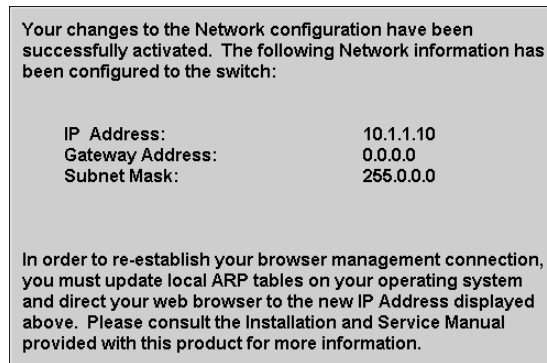 Your changes to the Network configuration have been
successfully activated. The following Network information has
been configured to the switch:
IP Address: 10.1.1.10
Gateway Address: 0.0.0.0
Subnet Mask: 255.0.0.0
In order to re-establish your browser management connection,
you must update local ARP tables on your operating system
and direct your web browser to the new IP Address displayed
above. Please consult the Installation and Service Manual
provided with this product for more information.